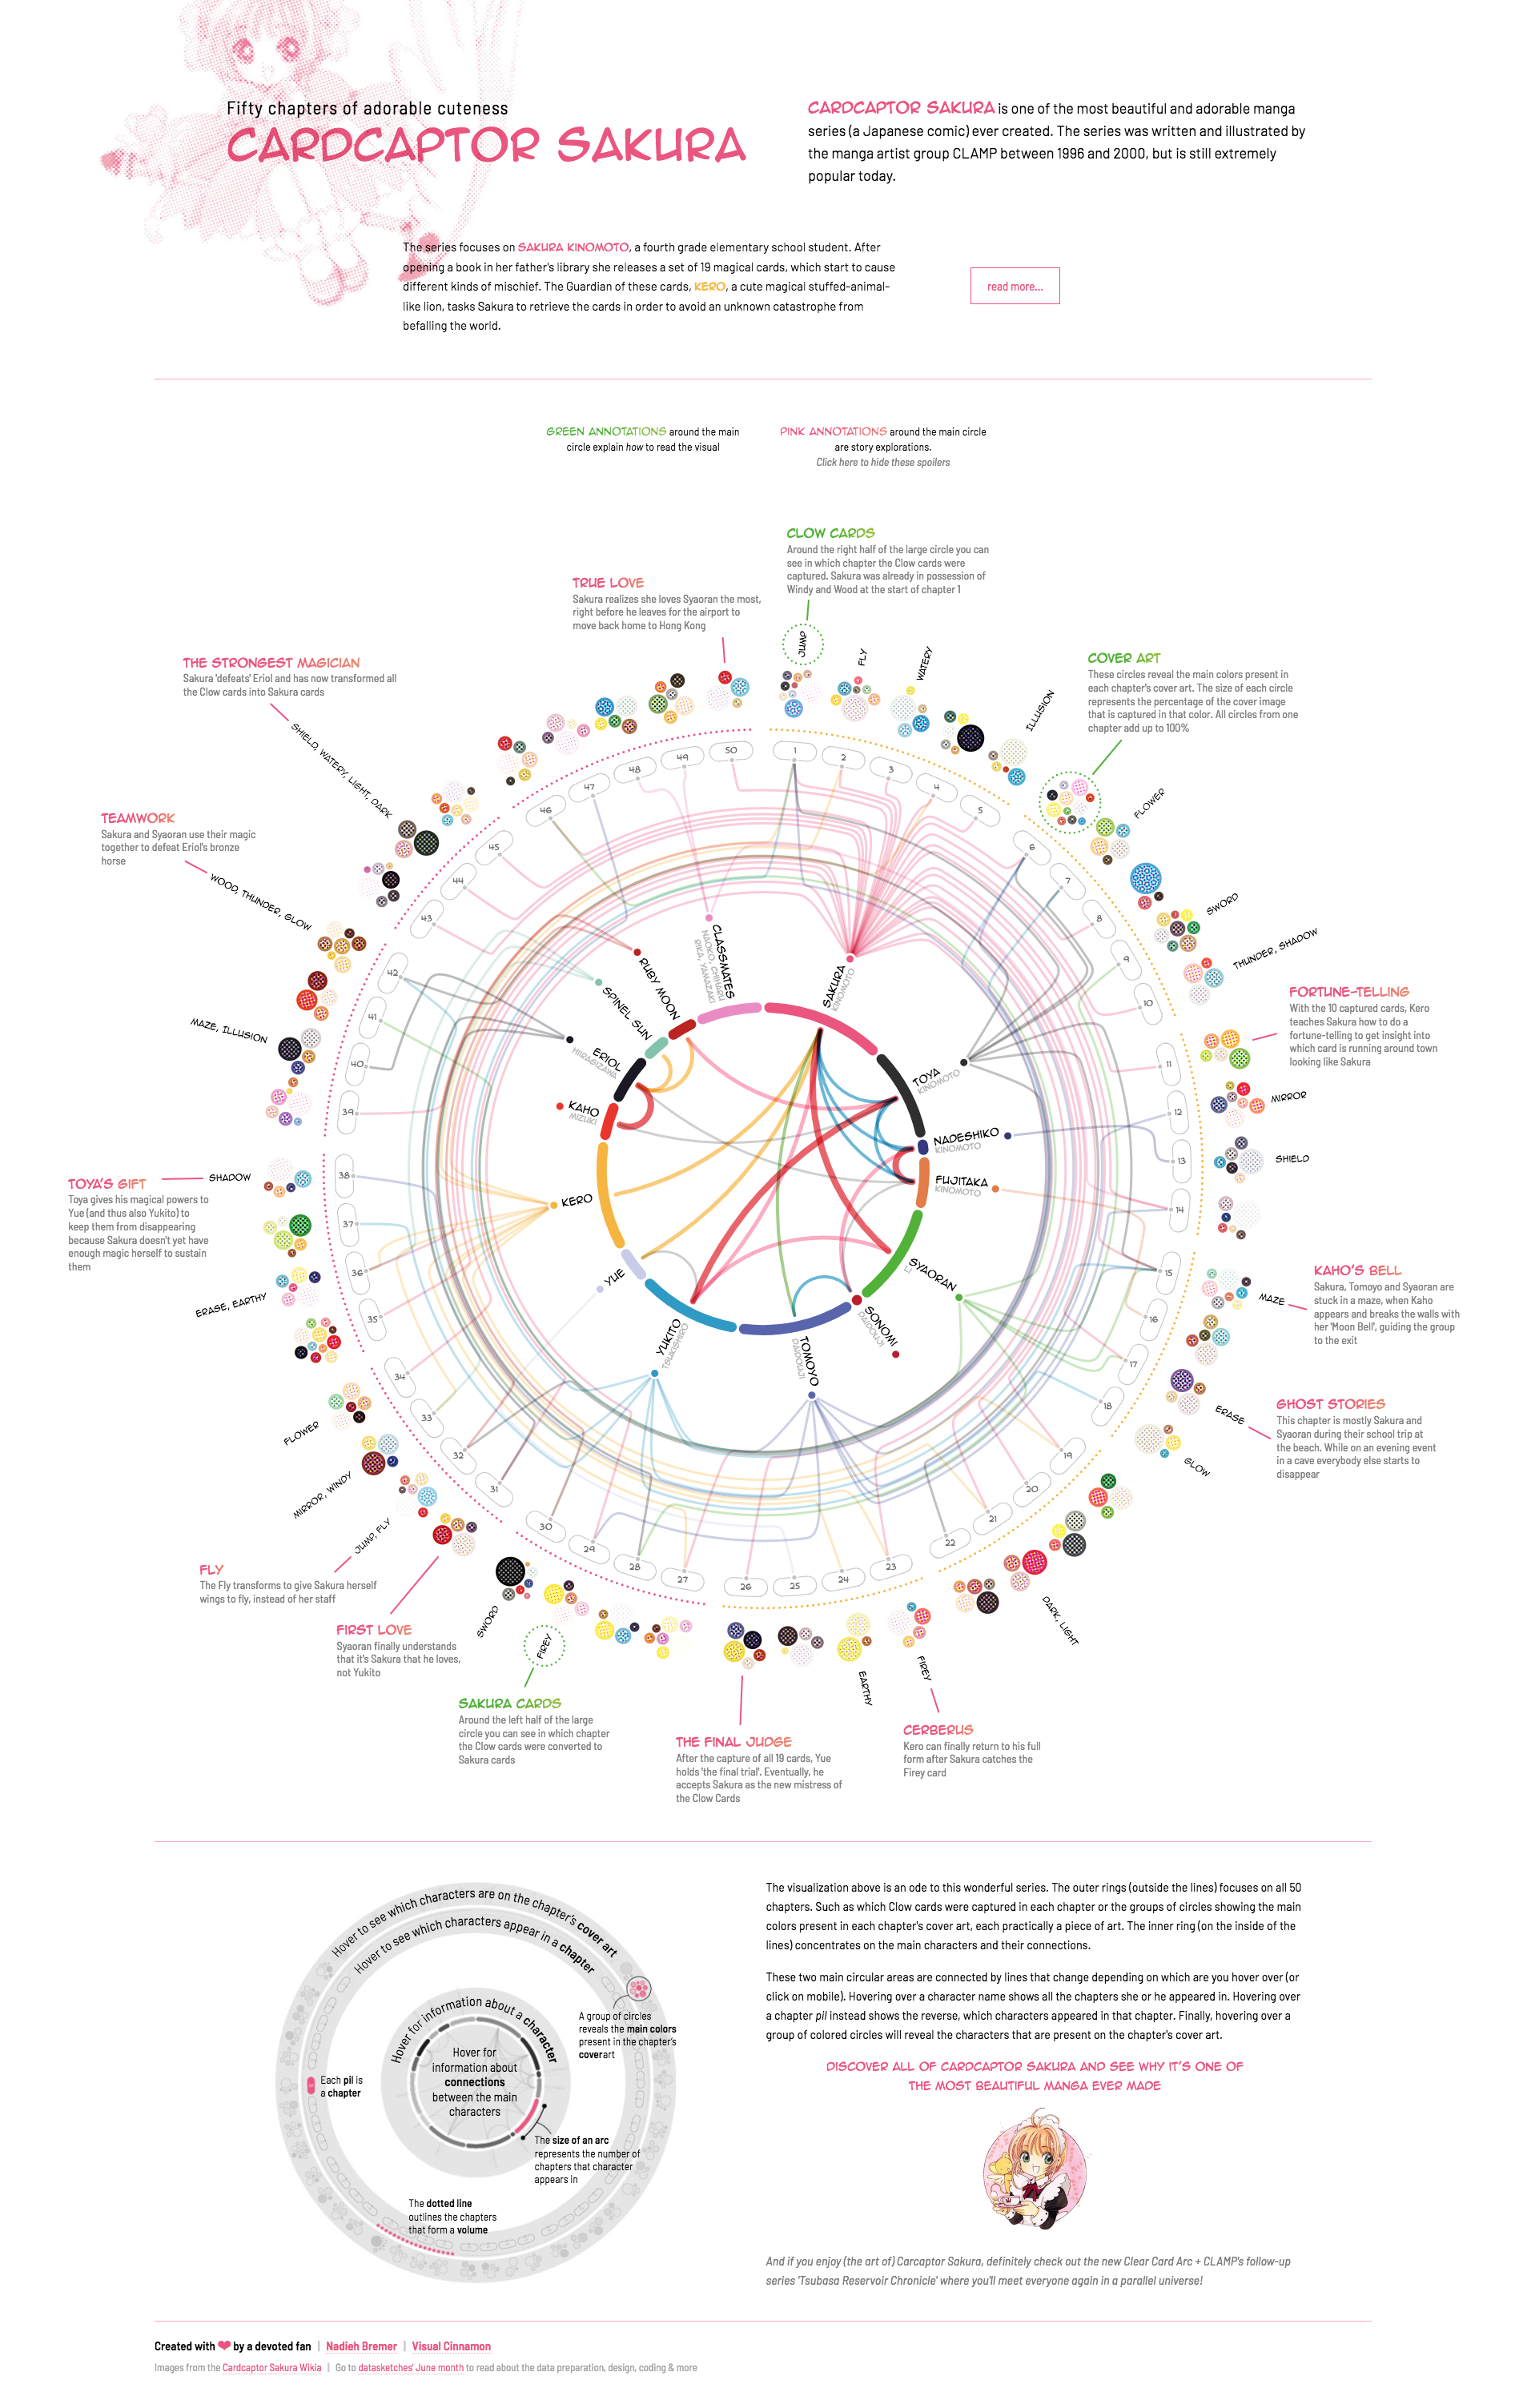 Fifty chapters of adorable cuteness
CARDCAPTOR SAKURA
CARDCAPTOR SAKURA is one of the most beautiful and adorable manga
series (a Japanese comic) ever created. The series was written and illustrated by
the manga artist group CLAMP between 1996 and 2000, but is still extremely
popular today.
The series focuses on SAKURA KINOMOTO, a fourth grade elementary school student. After
opening a book in her father's library she releases a set of 19 magical cards, which start to cause
different kinds of mischief. The Guardian of these cards, KERO, a cute magical stuffed-animal-
like lion, tasks Sakura to retrieve the cards in order to avoid an unknown catastrophe from
befalling the world.
read more...
GREEN ANNOTATIONS around the main
circle explain how to read the visual
PINK ANNOTATIONS around the main circle
are story explorations.
Click here to hide these spoilers
CLOW CARDS
Around the right half of the large circle you can
see in which chapter the Clow cards were
captured. Sakura was already in possession of
Windy and Wood at the start of chapter 1
TRUE LOVE
Sakura realizes she loves Syaoran the most,
right before he leaves for the airport to
move back home to Hong Kong
COVER ART
These circles reveal the main colors present in
each chapter's cover art. The size of each circle
represents the percentage of the cover image
that is captured in that color. All circles from one
chapter add up to 100%
THE STRONGEST MAGICIAN
Sakura 'defeats' Eriol and has now transformed all
the Clow cards into Sakura cards
TEAMWORK
Sakura and Syaoran use their magic
together to defeat Eriol's bronze
horse
FORTUNE-TELLING
With the 10 captured cards, Kero
teaches Sakura how to do a
fortune-telling to get insight into
which card is running around town
looking like Sakura
TOYA'S GIFT
Toya gives his magical powers to
Yue (and thus also Yukito) to
keep them from disappearing
because Sakura doesn't yet have
enough magic herself to sustain
them
KAHO'S BELL
Sakura, Tomoyo and Syaoran are
stuck in a maze, when Kaho
appears and breaks the walls with
her 'Moon Bell', guiding the group
to the exit
GHOST STORIES
This chapter is mostly Sakura and
Syaoran during their school trip at
the beach. While on an evening event
in a cave everybody else starts to
disappear
FLY
The Fly transforms to give Sakura herself
wings to fly, instead of her staff
FIRST LOVE
Syaoran finally understands
that it's Sakura that he loves,
not Yukito
SAKURA CARDS
Around the left half of the large
circle you can see in which chapter
the Clow cards were converted to
Sakura cards
THE FINAL JUDGE
After the capture of all 19 cards, Yue
holds 'the final trial'. Eventually, he
accepts Sakura as the new mistress of
the Clow Cards
CERBERUS
Kero can finally return to his full
form after Sakura catches the
Firey card
JUMP
FLY
WATERY
ILLUSION
FLOWER
SWORD
THUNDER, SHADOW
MIRROR
SHIELD
MAZE
ERASE
GLOW
DARK, LIGHT
FIREY
EARTHY
FIREY
SWORD
JUMP, FLY
MIRROR, WINDY
FLOWER
ERASE, EARTHY
SHADOW
MAZE, ILLUSION
WOOD, THUNDER, GLOW
SHIELD, WATERY, LIGHT, DARK
1
2
3
4
5
6
7
8
9
10
11
12
13
14
15
16
17
18
19
20
21
22
23
24
25
26
27
28
29
30
31
32
33
34
35
36
37
38
39
40
41
42
43
44
45
46
47
48
49
50
SAKURA
KINOMOTO
TOYA
KINOMOTO
NADESHIKO
KINOMOTO
FUJITAKA
KINOMOTO
SYAORAN
LI
SONOMI
DAIDOUJI
TOMOYO
DAIDOUJI
YUKITO
TSUKISHIRO
YUE
KERO
KAHO
MIZUKI
ERIOL
HIIRAGIZAWA
SPINEL SUN
RUBY MOON
CLASSMATES
NAOKO, CHIHARU
RIKA, YAMAZAKI
Hover to see which characters are on the chapter's cover art
Hover to see which characters appear in a chapter
Hover for information about a character
Hover for
information about
connections
between the main
characters
A group of circles
reveals the main colors
present in the chapter's
coverart
Each pil is
a chapter
The size of an arc
represents the number of
chapters that character
appears in
The dotted line
outlines the chapters
that form a volume
The visualization above is an ode to this wonderful series. The outer rings (outside the lines) focuses on all 50
chapters. Such as which Clow cards were captured in each chapter or the groups of circles showing the main
colors present in each chapter's cover art, each practically a piece of art. The inner ring (on the inside of the
lines) concentrates on the main characters and their connections.
These two main circular areas are connected by lines that change depending on which are you hover over (or
click on mobile). Hovering over a character name shows all the chapters she or he appeared in. Hovering over
a chapter pil instead shows the reverse, which characters appeared in that chapter. Finally, hovering over a
group of colored circles will reveal the characters that are present on the chapter's cover art.
DISCOVER ALL OF CARDCAPTOR SAKURA AND SEE WHY IT'S ONE OF
THE MOST BEAUTIFUL MANGA EVER MADE
And if you enjoy (the art of) Carcaptor Sakura, definitely check out the new Clear Card Arc + CLAMP's follow-up
series 'Tsubasa Reservoir Chronicle' where you'll meet everyone again in a parallel universe!
Created with ❤ by a devoted fan | Nadieh Bremer | Visual Cinnamon
Images from the Cardcaptor Sakura Wikia | Go to datasketches' June month to read about the data preparation, design, coding & more